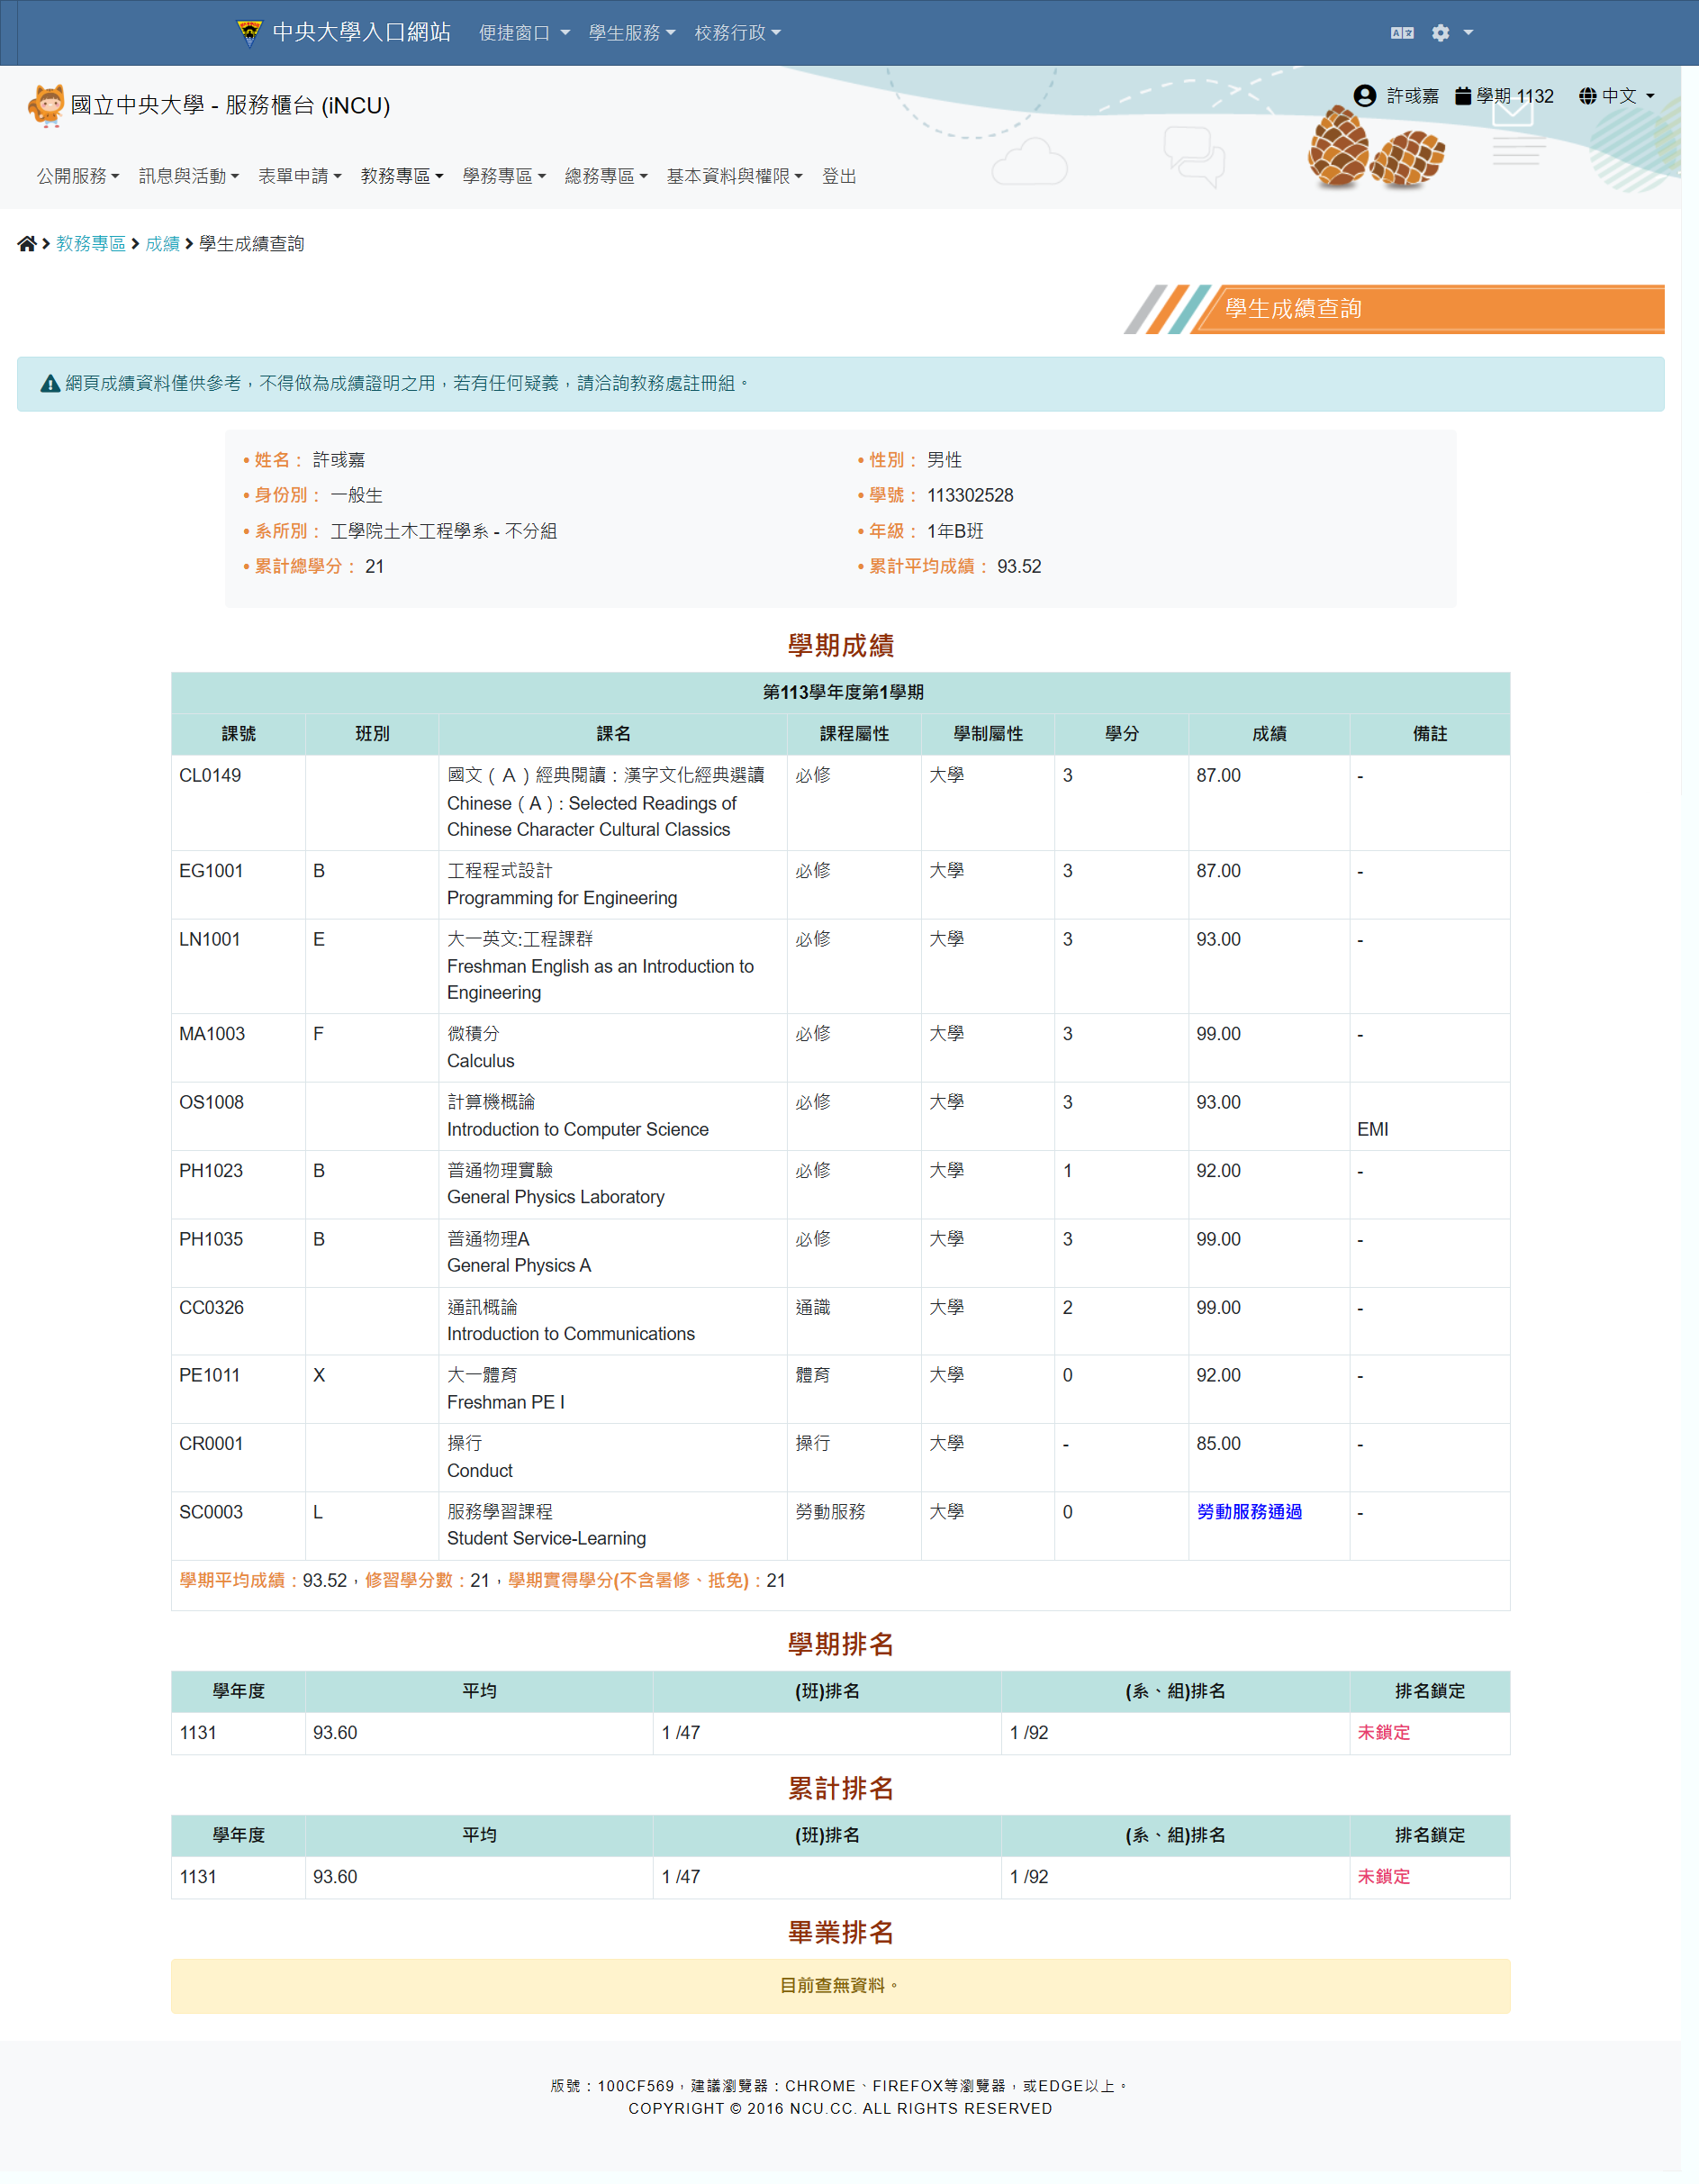 中央大學入口網站 便捷窗口 學生服務 校務行政
國立中央大學 - 服務櫃台 (iNCU)
許彧嘉 學期 1132 中文
公開服務 訊息與活動 表單申請 教務專區 學務專區 總務專區 基本資料與權限 登出
教務專區 成績 學生成績查詢
學生成績查詢
網頁成績資料僅供參考，不得做為成績證明之用，若有任何疑義，請洽詢教務處註冊組。
• 姓名： 許彧嘉 • 性別： 男性
• 身份別： 一般生 • 學號： 113302528
• 系所別： 工學院土木工程學系 - 不分組 • 年級： 1年B班
• 累計總學分： 21 • 累計平均成績： 93.52
學期成績
第113學年度第1學期
課號 班別 課名 課程屬性 學制屬性 學分 成績 備註
CL0149 國文（A）經典閱讀：漢字文化經典選讀 必修 大學 3 87.00 -
Chinese（A）: Selected Readings of
Chinese Character Cultural Classics
EG1001 B 工程程式設計 必修 大學 3 87.00 -
Programming for Engineering
LN1001 E 大一英文:工程課群 必修 大學 3 93.00 -
Freshman English as an Introduction to
Engineering
MA1003 F 微積分 必修 大學 3 99.00 -
Calculus
OS1008 計算機概論 必修 大學 3 93.00
Introduction to Computer Science EMI
PH1023 B 普通物理實驗 必修 大學 1 92.00 -
General Physics Laboratory
PH1035 B 普通物理A 必修 大學 3 99.00 -
General Physics A
CC0326 通訊概論 通識 大學 2 99.00 -
Introduction to Communications
PE1011 X 大一體育 體育 大學 0 92.00 -
Freshman PE I
CR0001 操行 操行 大學 - 85.00 -
Conduct
SC0003 L 服務學習課程 勞動服務 大學 0 勞動服務通過 -
Student Service-Learning
學期平均成績：93.52，修習學分數：21，學期實得學分(不含暑修、抵免)：21
學期排名
學年度 平均 (班)排名 (系、組)排名 排名鎖定
1131 93.60 1 /47 1 /92 未鎖定
累計排名
學年度 平均 (班)排名 (系、組)排名 排名鎖定
1131 93.60 1 /47 1 /92 未鎖定
畢業排名
目前查無資料。
版號：100CF569，建議瀏覽器：CHROME、FIREFOX等瀏覽器，或EDGE以上。
COPYRIGHT © 2016 NCU.CC. ALL RIGHTS RESERVED